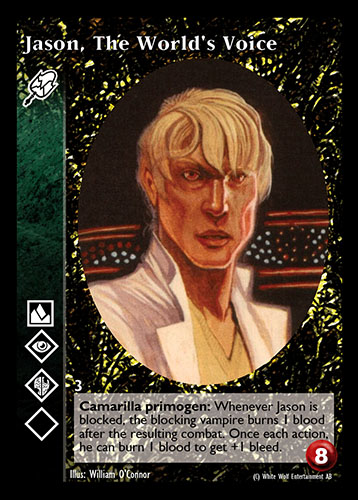 Jason, The World's Voice
3
Camarilla primogen: Whenever Jason is
blocked, the blocking vampire burns 1 blood
after the resulting combat. Once each action,
he can burn 1 blood to get +1 bleed.
8
Illus: William O'Connor
(C) White Wolf Entertainment AB